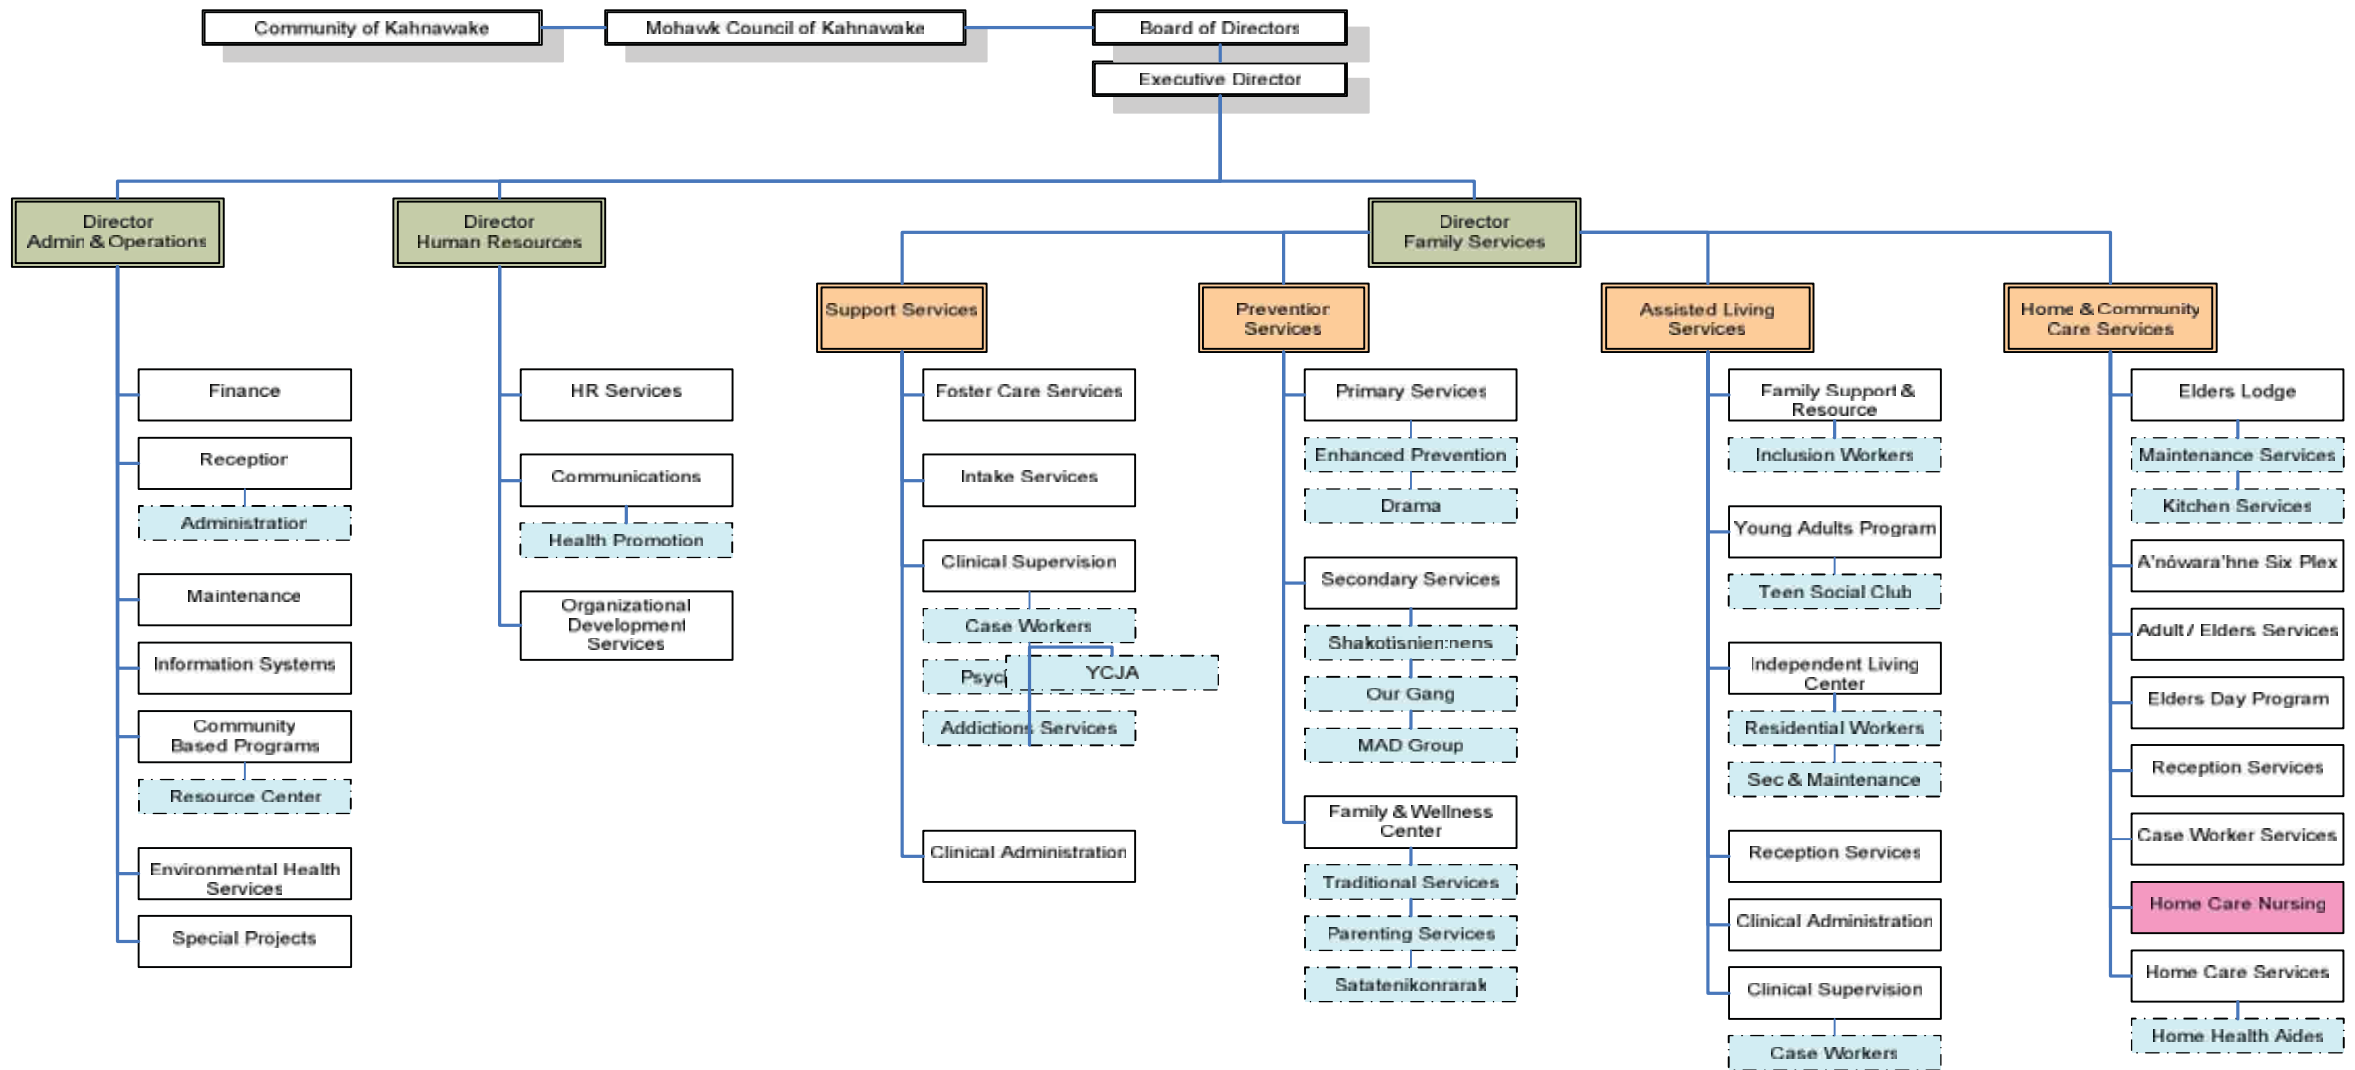 Community of Kahnawake
Mohawk Council of Kahnawake
Board of Directors
Executive Director
Director
Admin & Operations
Director
Human Resources
Director
Family Services
Support Services
Prevention
Services
Assisted Living
Services
Home & Community
Care Services
Finance
Reception
Administration
Maintenance
Information Systems
Community
Based Programs
Resource Center
Environmental Health
Services
Special Projects
HR Services
Communications
Health Promotion
Organizational
Development
Services
Foster Care Services
Intake Services
Clinical Supervision
Case Workers
YCJA
Addictions Services
Clinical Administration
Primary Services
Enhanced Prevention
Drama
Secondary Services
Our Gang
MAD Group
Family & Wellness
Center
Traditional Services
Parenting Services
Satatenikonrarak
Family Support &
Resource
Inclusion Workers
Young Adults Program
Teen Social Club
Independent Living
Center
Residential Workers
Sec & Maintenance
Reception Services
Clinical Administration
Clinical Supervision
Case Workers
Elders Lodge
Maintenance Services
Kitchen Services
A'nówara'hne Six Plex
Adult / Elders Services
Elders Day Program
Reception Services
Case Worker Services
Home Care Nursing
Home Care Services
Home Health Aides